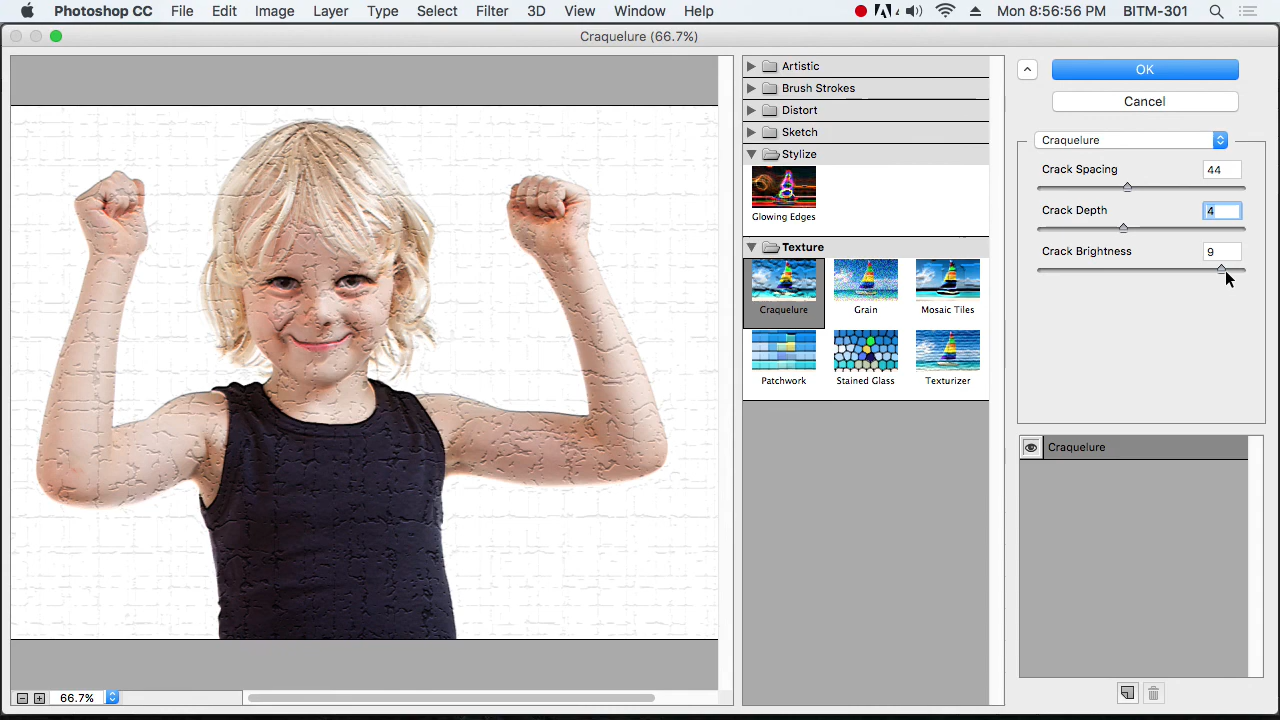 Photoshop CC File Edit Image Layer Type Select Filter 3D View Window Help Mon 8:56:56 PM BITM-301
Craquelure (66.7%)
Artistic
Brush Strokes
Distort
Sketch
Stylize
Glowing Edges
Texture
Craquelure Grain Mosaic Tiles
Patchwork Stained Glass Texturizer
OK
Cancel
Craquelure
Crack Spacing 44
Crack Depth 4
Crack Brightness 9
Craquelure
66.7%